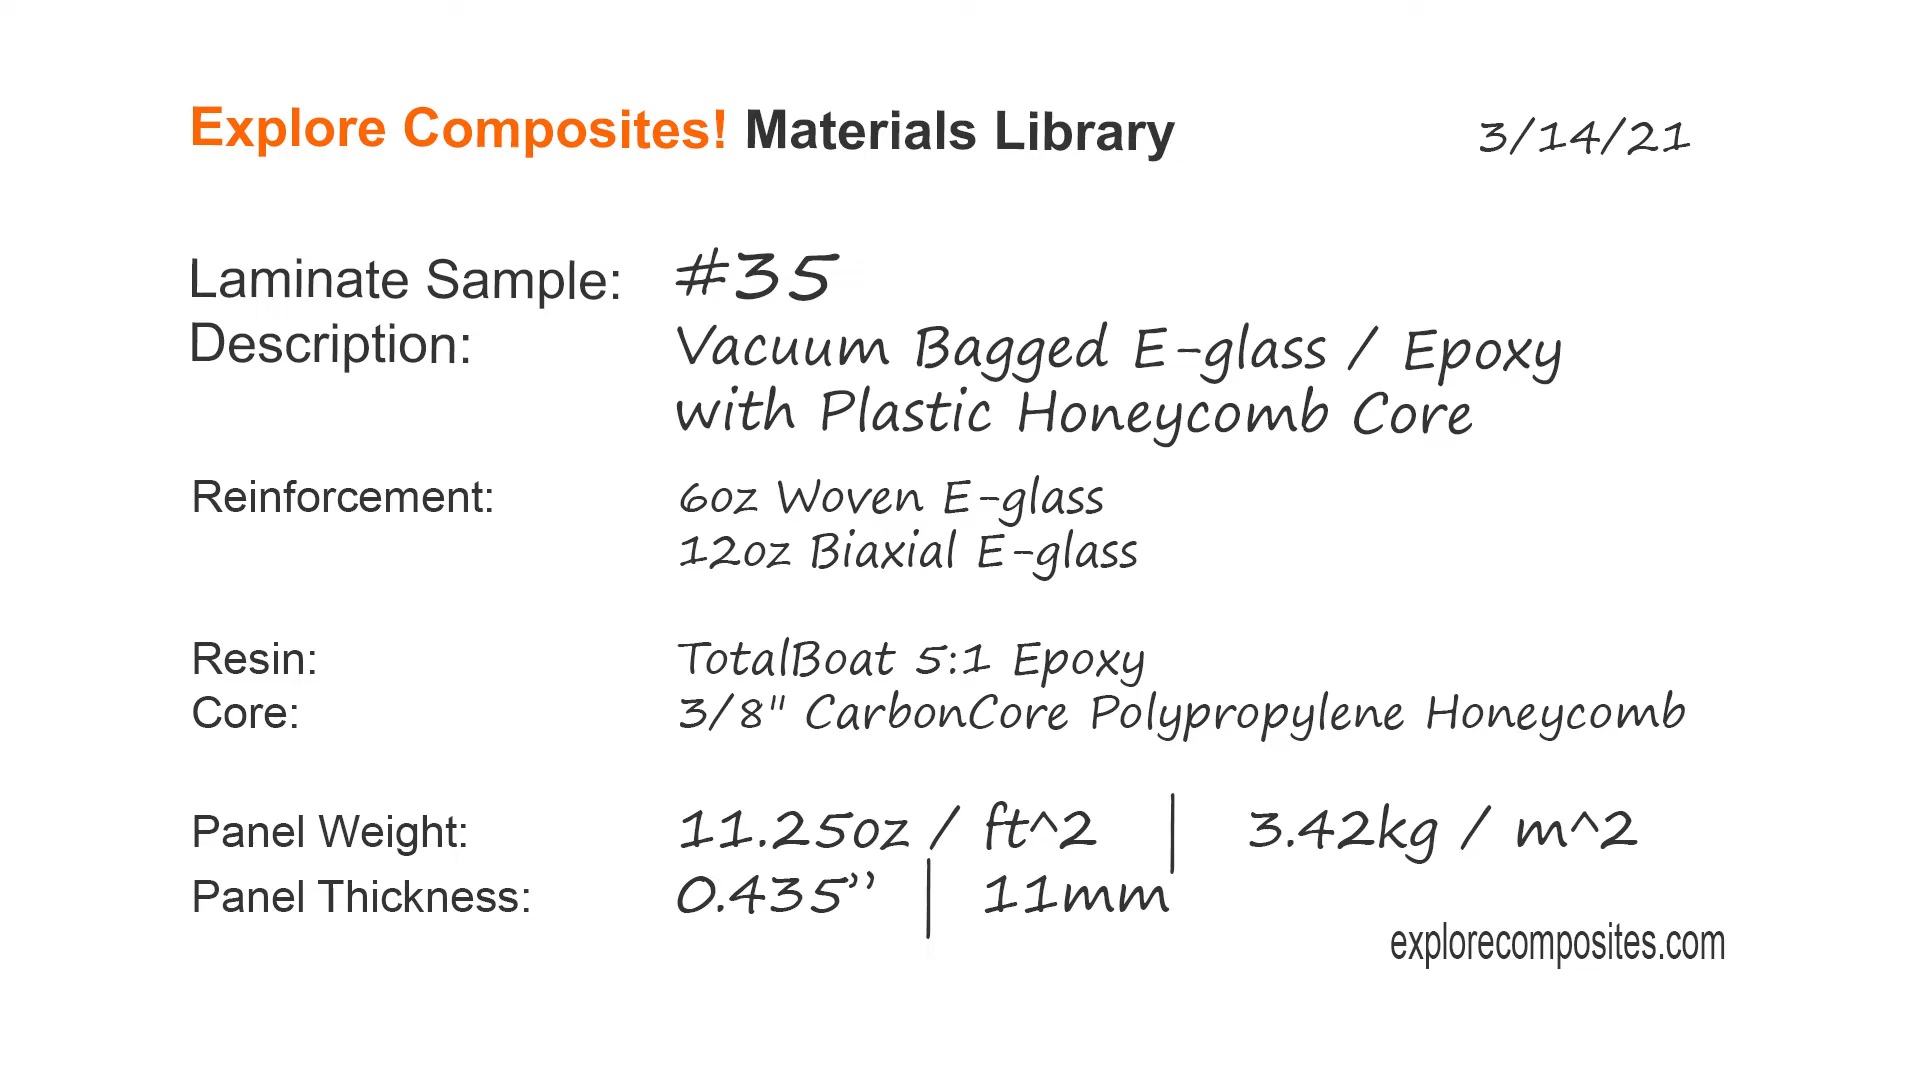 Explore Composites! Materials Library 3/14/21
Laminate Sample: #35
Description: Vacuum Bagged E-glass / Epoxy
with Plastic Honeycomb Core
Reinforcement: 6oz Woven E-glass
12oz Biaxial E-glass
Resin: TotalBoat 5:1 Epoxy
Core: 3/8" CarbonCore Polypropylene Honeycomb
Panel Weight: 11.25oz / ft^2 | 3.42kg / m^2
Panel Thickness: 0.435” | 11mm
explorecomposites.com